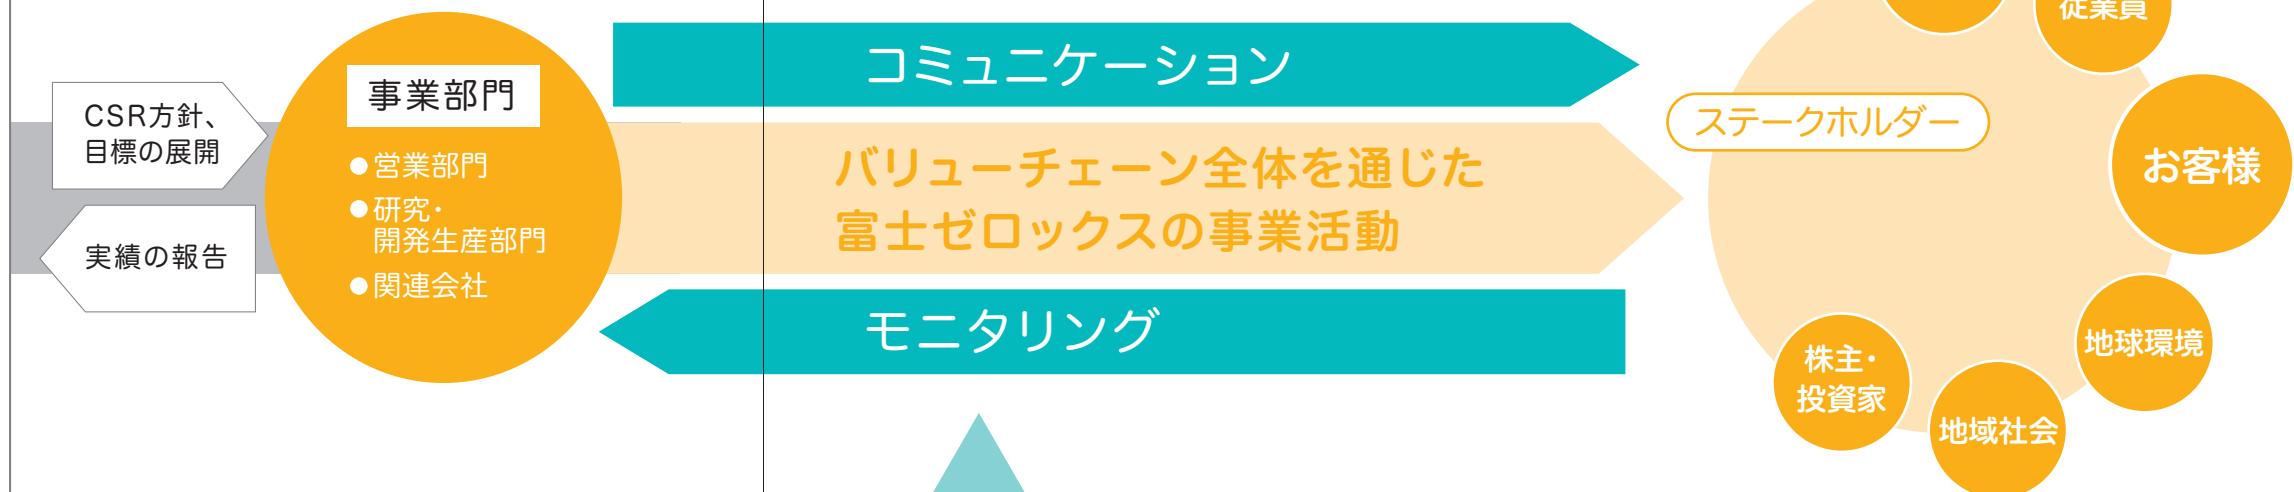 CSR方針、
目標の展開
実績の報告
事業部門
●営業部門
●研究・
開発生産部門
●関連会社
コミュニケーション
バリューチェーン全体を通じた
富士ゼロックスの事業活動
モニタリング
ステークホルダー
従業員
お客様
地球環境
地域社会
株主・
投資家